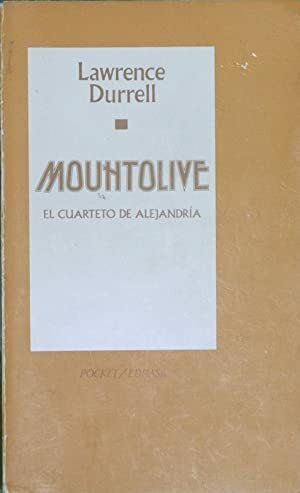 Lawrence
Durrell
MOUNTOLIVE
EL CUARTETO DE ALEJANDRÍA
POCKET/EDHASA